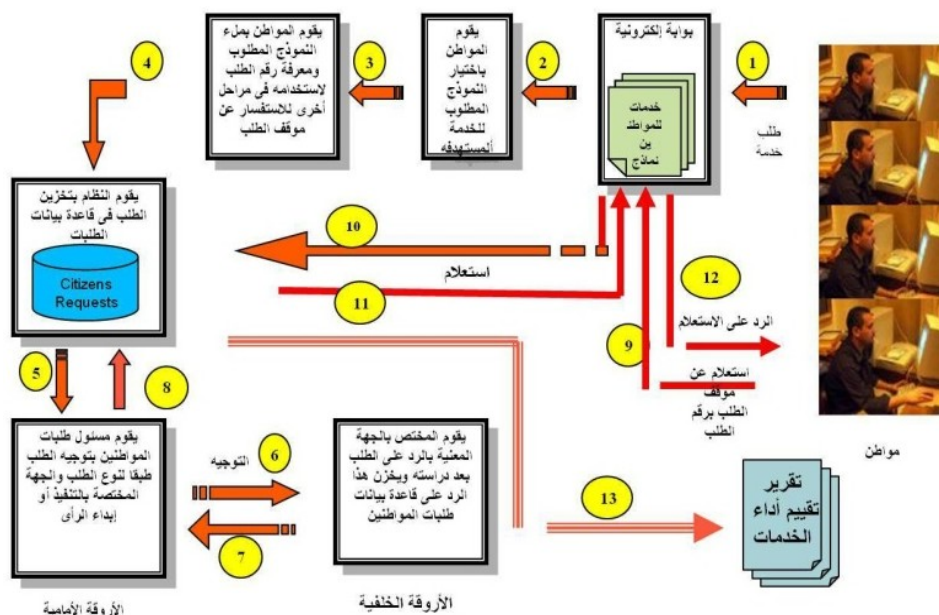 بوابة إلكترونية
خدمات
للمواطن
ين
نماذج
1
طلب
خدمة
2
يقوم
المواطن
باختيار
النموذج
المطلوب
للخدمة
ألمستهدفه
3
يقوم المواطن بملء
النموذج المطلوب
ومعرفة رقم الطلب
لاستخدامه فى مراحل
أخرى للاستفسار عن
موقف الطلب
4
يقوم النظام بتخزين
الطلب فى قاعدة بيانات
الطلبات
Citizens
Requests
10
استعلام
11
12
الرد على الاستعلام
9
استعلام عن
موقف
الطلب برقم
الطلب
مواطن
5
8
يقوم مسئول طلبات
المواطنين بتوجيه الطلب
طبقا لنوع الطلب والجهة
المختصة بالتنفيذ أو
إبداء الرأى
الأروقة الأمامية
6
التوجيه
7
يقوم المختص بالجهة
المعنية بالرد على الطلب
بعد دراسته ويخزن هذا
الرد على قاعدة بيانات
طلبات المواطنين
الأروقة الخلفية
13
تقرير
تقييم أداء
الخدمات